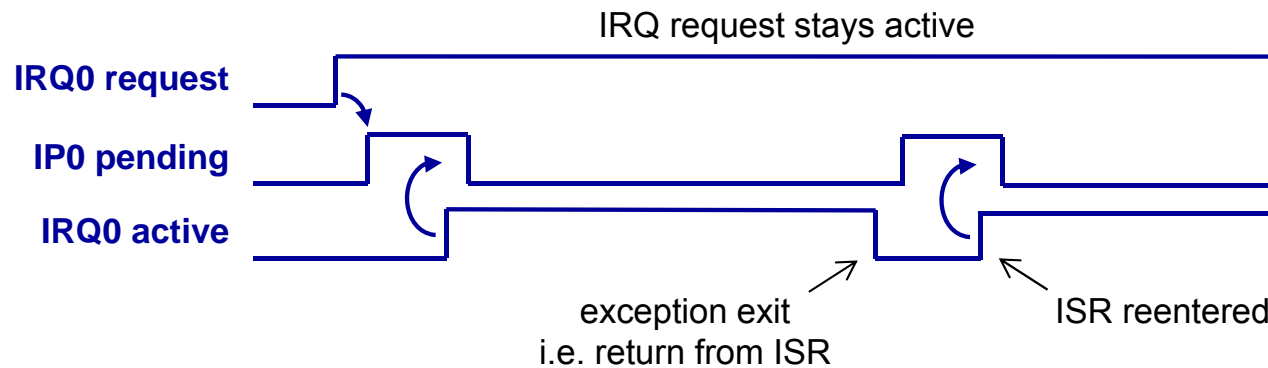 IRQ request stays active
IRQ0 request
IP0 pending
IRQ0 active
exception exit
i.e. return from ISR
ISR reentered